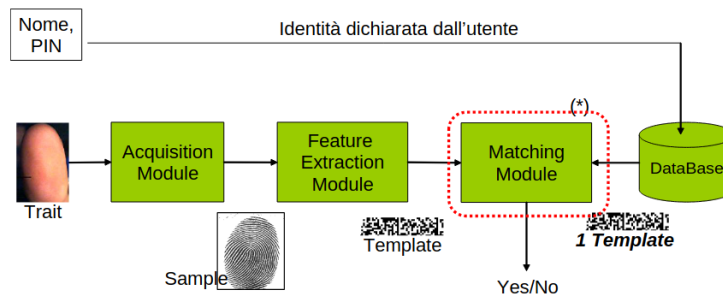 Nome,
PIN
Identità dichiarata dall'utente
(*)
Acquisition
Module
Feature
Extraction
Module
Matching
Module
DataBase
Trait
Sample
Template
1 Template
Yes/No